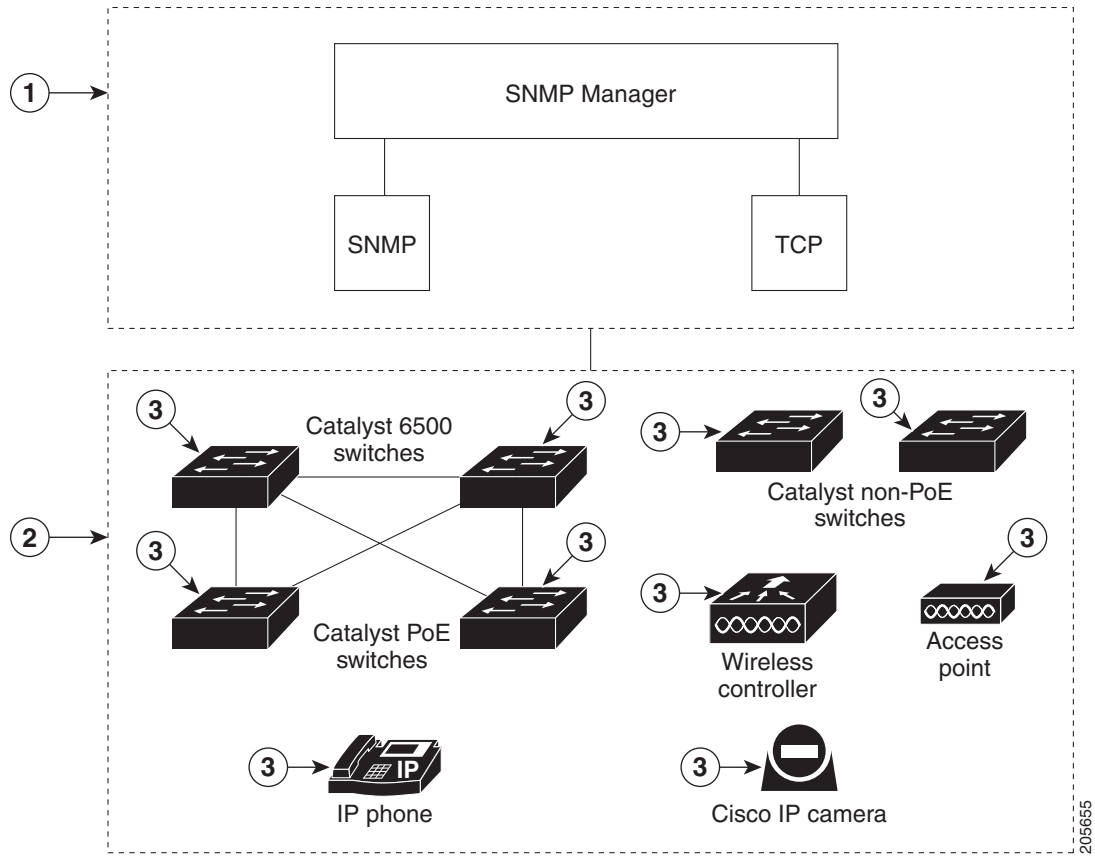 1
SNMP Manager
SNMP
TCP
3
Catalyst 6500
switches
3
3
3
Catalyst non-PoE
switches
2
3
3
Catalyst PoE
switches
3
Wireless
controller
3
Access
point
3
IP
IP phone
3
Cisco IP camera
205655